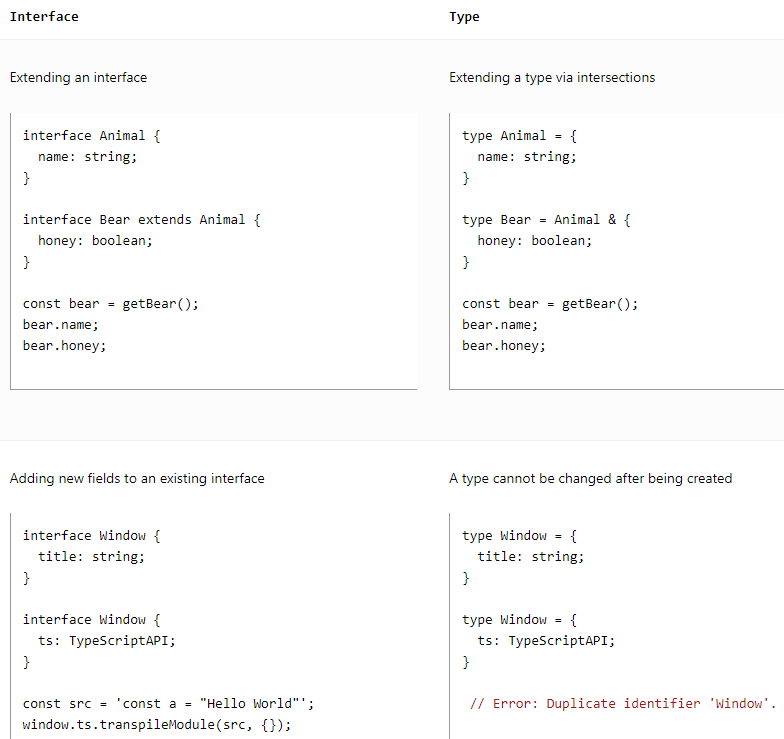 Interface
Type
Extending an interface
Extending a type via intersections
interface Animal {
  name: string;
}
interface Bear extends Animal {
  honey: boolean;
}
const bear = getBear();
bear.name;
bear.honey;
type Animal = {
  name: string;
}
type Bear = Animal & {
  honey: boolean;
}
const bear = getBear();
bear.name;
bear.honey;
Adding new fields to an existing interface
A type cannot be changed after being created
interface Window {
  title: string;
}
interface Window {
  ts: TypeScriptAPI;
}
const src = 'const a = "Hello World"';
window.ts.transpileModule(src, {});
type Window = {
  title: string;
}
type Window = {
  ts: TypeScriptAPI;
}
// Error: Duplicate identifier 'Window'.